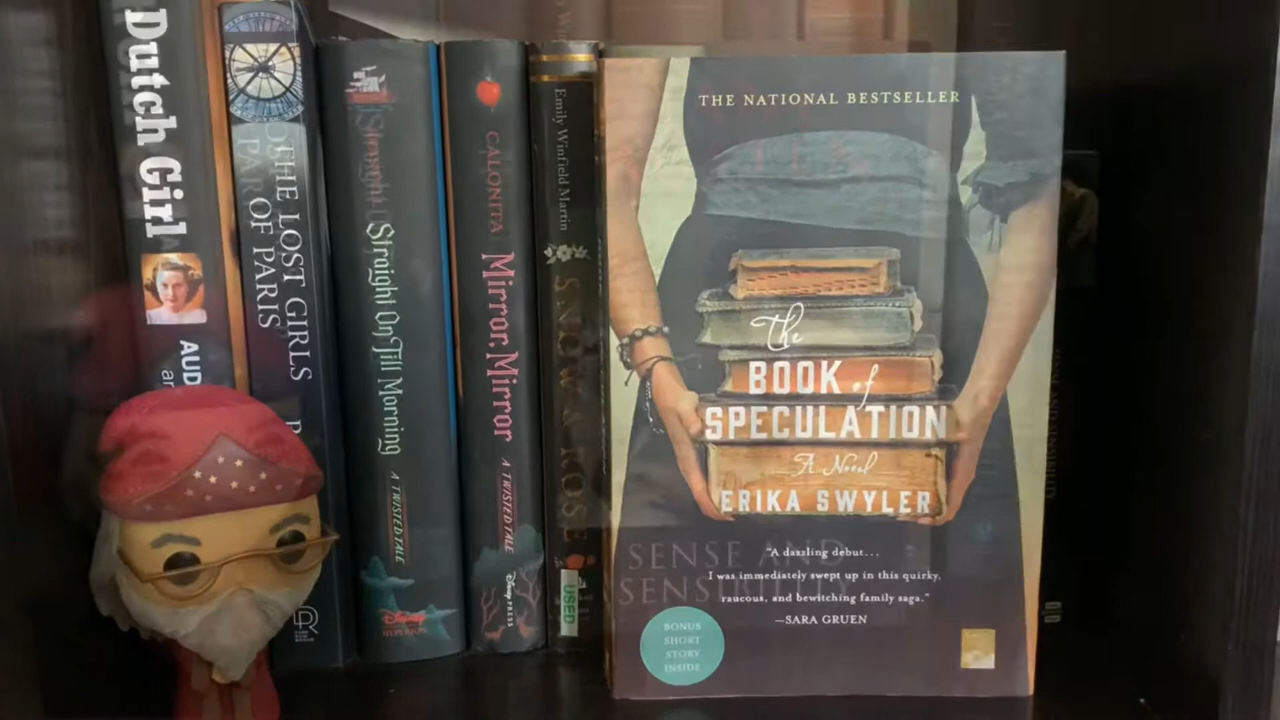 Dutch Girl
AUD
THE LOST GIRLS
OF PARIS
Straight On Till Morning
A TWISTED TALE
Disney
HYPERION
CALONITA
Mirror, Mirror
A TWISTED TALE
Disney PRESS
Emily Winfield Martin
SNOW & ROSE
USED
THE NATIONAL BESTSELLER
The
BOOK of
SPECULATION
A Novel
ERIKA SWYLER
SENSE AND
"A dazzling debut...
I was immediately swept up in this quirky,
raucous, and bewitching family saga."
—SARA GRUEN
BONUS
SHORT
STORY
INSIDE